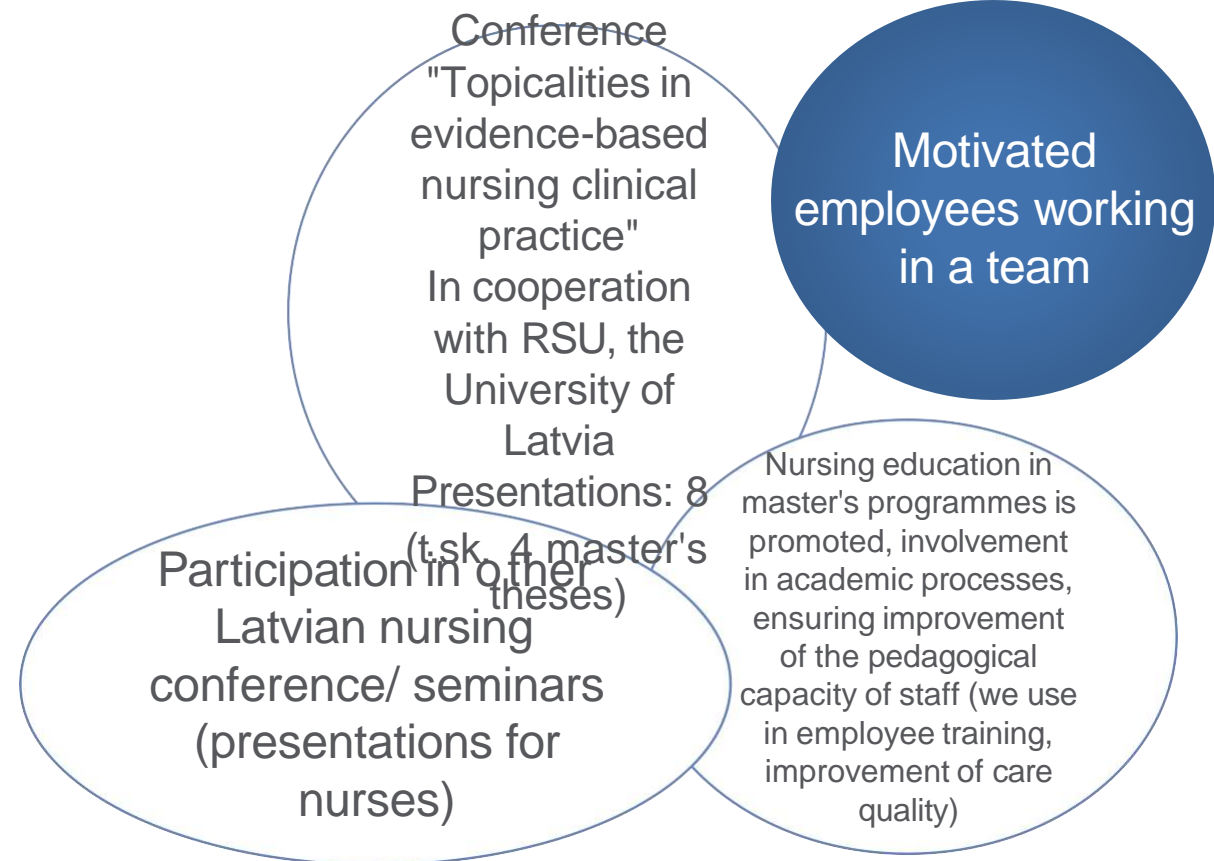 Conference
"Topicalities in
evidence-based
nursing clinical
practice"
In cooperation
with RSU, the
University of
Latvia
Presentations: 8
(t.sk. 4 master's
theses)
Motivated
employees working
in a team
Participation in other
Latvian nursing
conference/ seminars
(presentations for
nurses)
Nursing education in
master's programmes is
promoted, involvement
in academic processes,
ensuring improvement
of the pedagogical
capacity of staff (we use
in employee training,
improvement of care
quality)